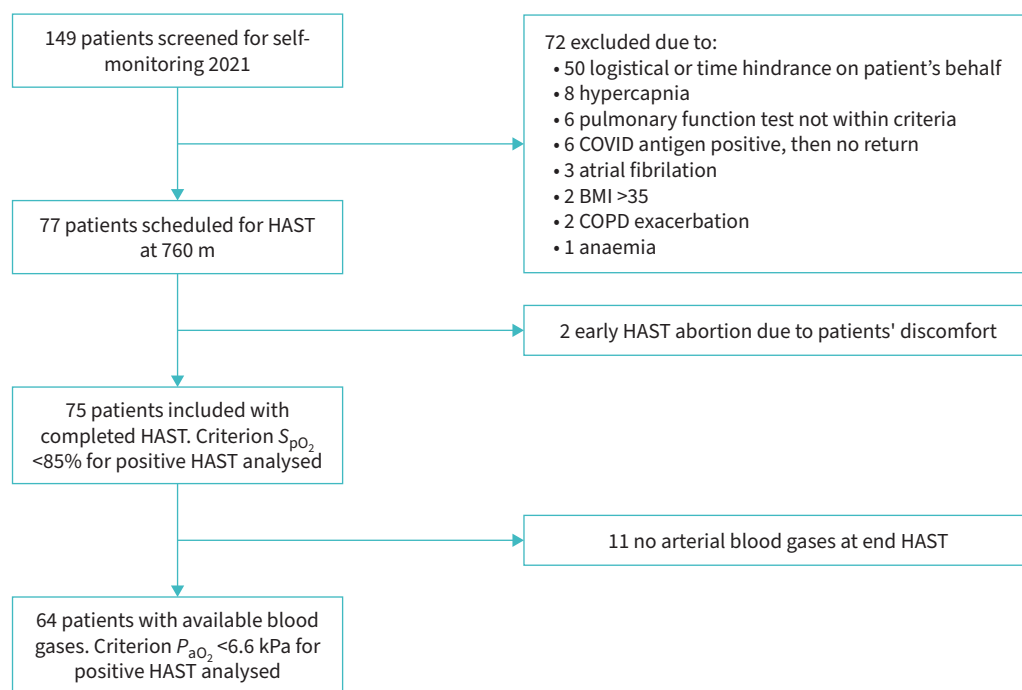 149 patients screened for self-
monitoring 2021
72 excluded due to:
• 50 logistical or time hindrance on patient's behalf
• 8 hypercapnia
• 6 pulmonary function test not within criteria
• 6 COVID antigen positive, then no return
• 3 atrial fibrilation
• 2 BMI >35
• 2 COPD exacerbation
• 1 anaemia
77 patients scheduled for HAST
at 760 m
2 early HAST abortion due to patients' discomfort
75 patients included with
completed HAST. Criterion SpO2
<85% for positive HAST analysed
11 no arterial blood gases at end HAST
64 patients with available blood
gases. Criterion PaO2 <6.6 kPa for
positive HAST analysed